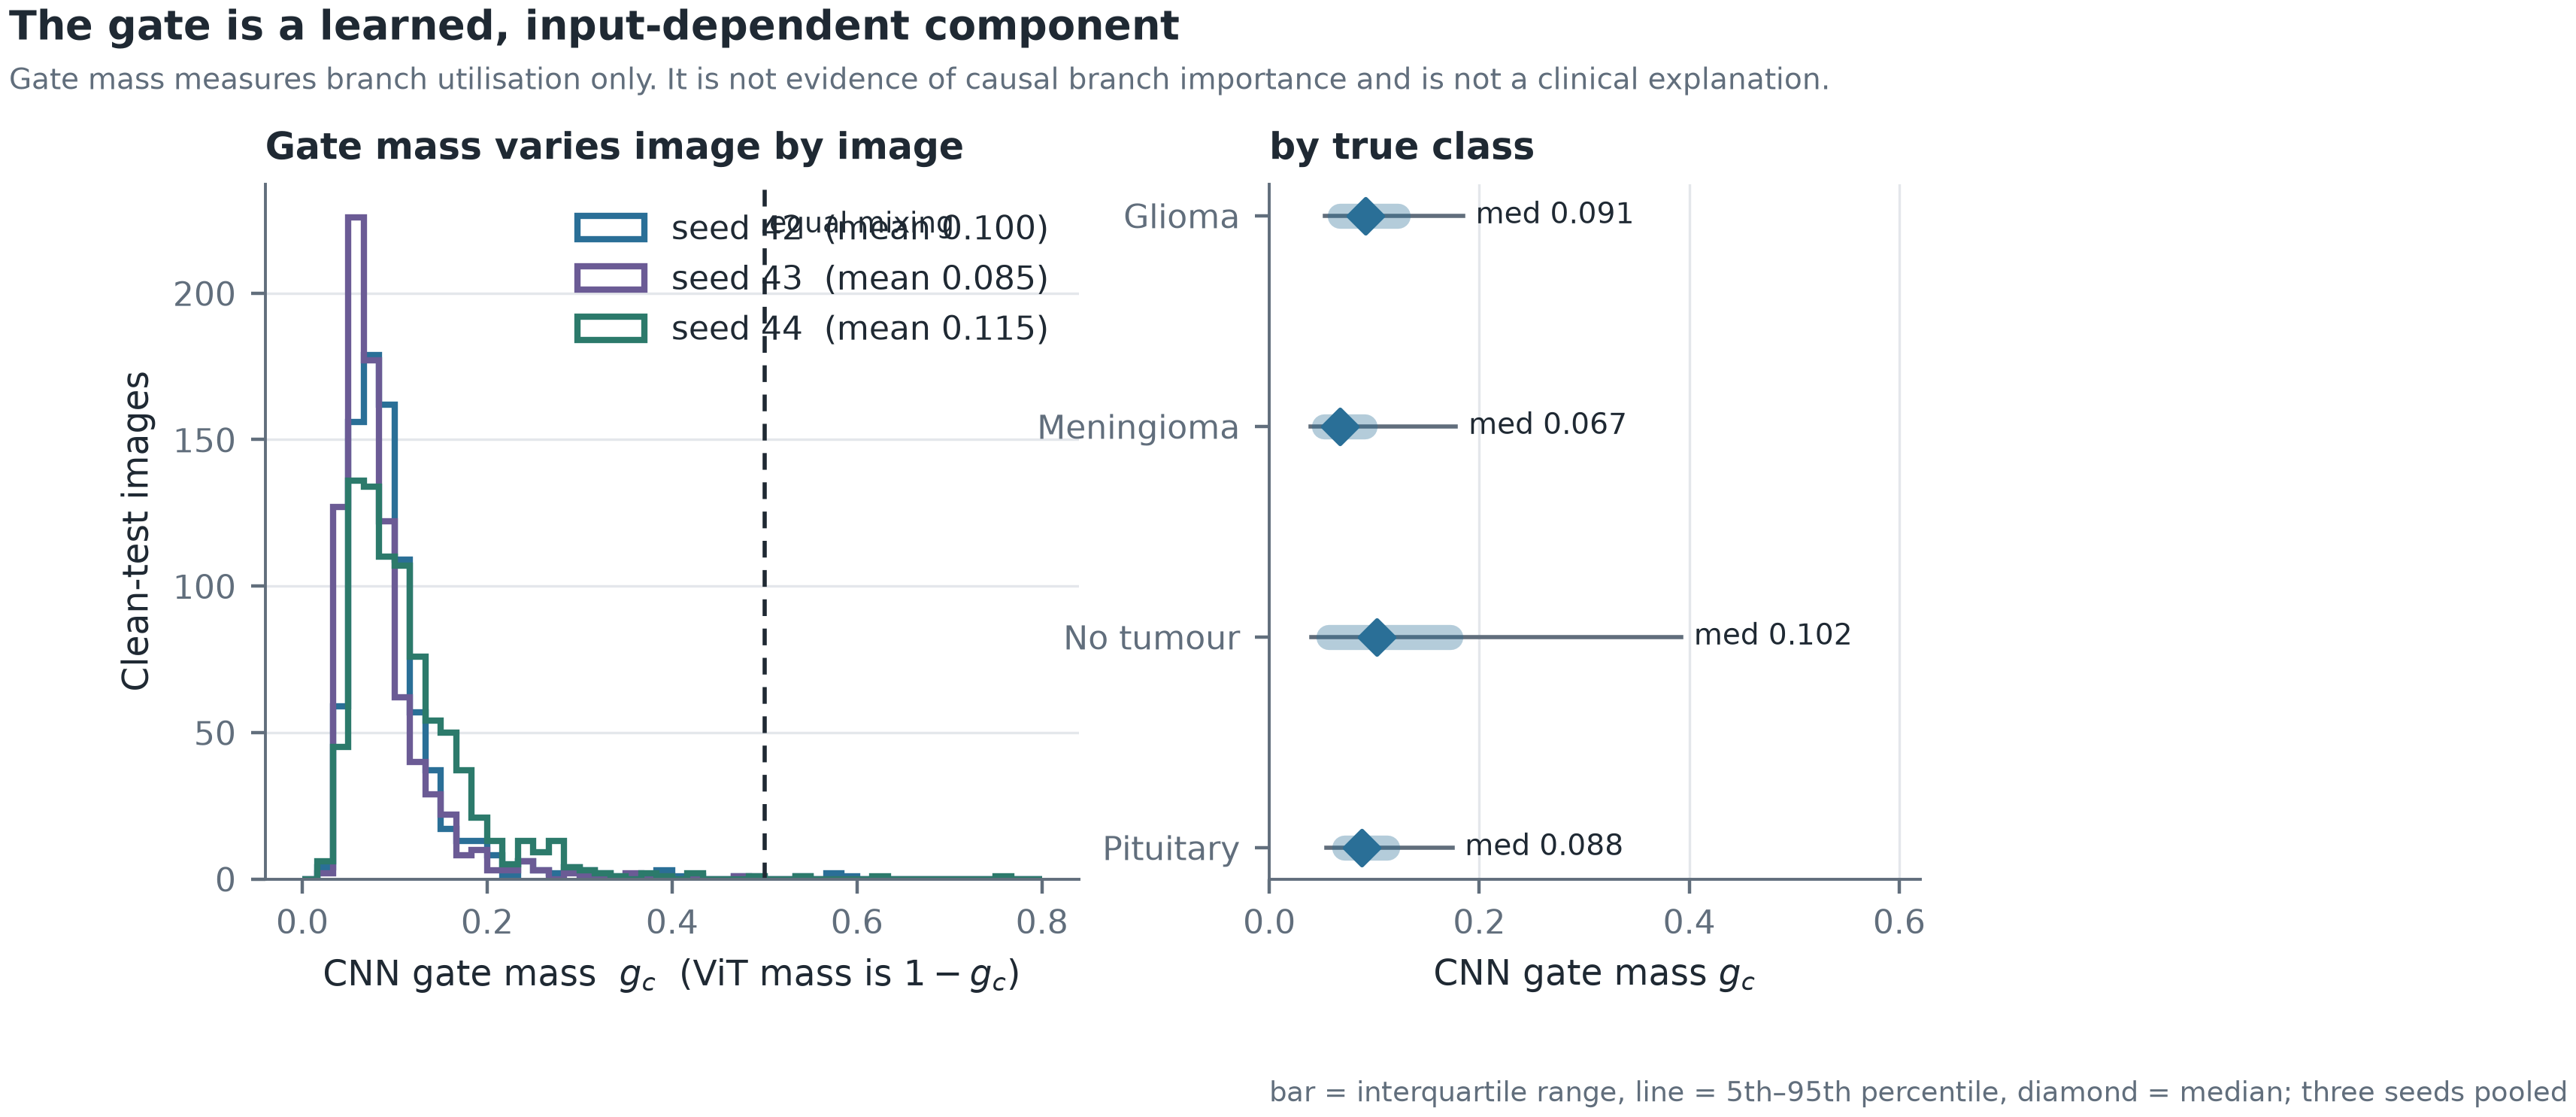 The gate is a learned, input-dependent component
Gate mass measures branch utilisation only. It is not evidence of causal branch importance and is not a clinical explanation.
Gate mass varies image by image
equal mixing
seed 42 (mean 0.100)
seed 43 (mean 0.085)
seed 44 (mean 0.115)
Clean-test images
200
150
100
50
0
0.0 0.2 0.4 0.6 0.8
CNN gate mass g_c (ViT mass is 1 − g_c)
by true class
Glioma med 0.091
Meningioma med 0.067
No tumour med 0.102
Pituitary med 0.088
0.0 0.2 0.4 0.6
CNN gate mass g_c
bar = interquartile range, line = 5th–95th percentile, diamond = median; three seeds pooled